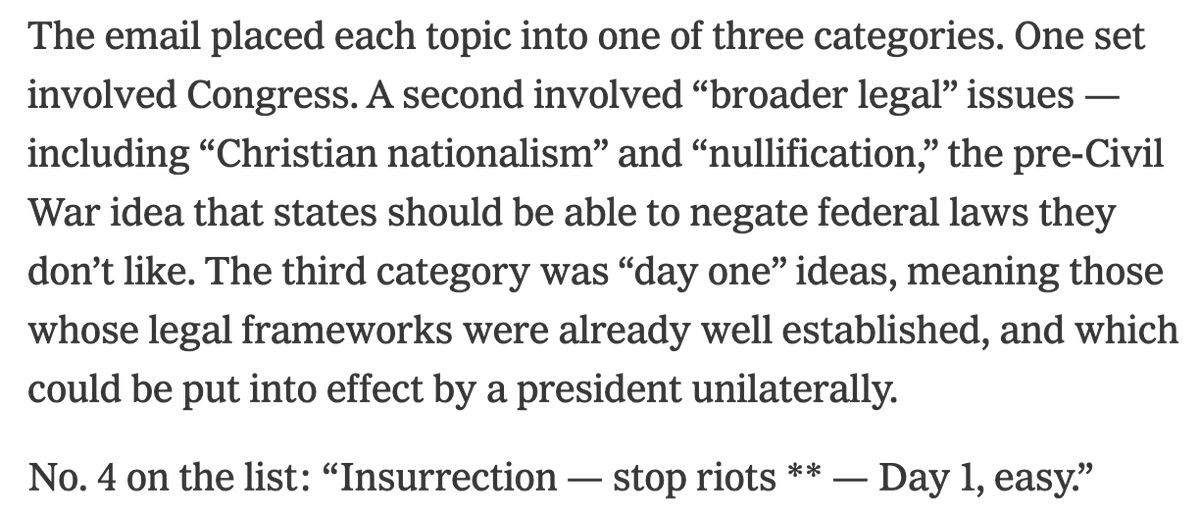 The email placed each topic into one of three categories. One set
involved Congress. A second involved “broader legal” issues —
including “Christian nationalism” and “nullification,” the pre-Civil
War idea that states should be able to negate federal laws they
don’t like. The third category was “day one” ideas, meaning those
whose legal frameworks were already well established, and which
could be put into effect by a president unilaterally.
No. 4 on the list: “Insurrection — stop riots ** — Day 1, easy.”